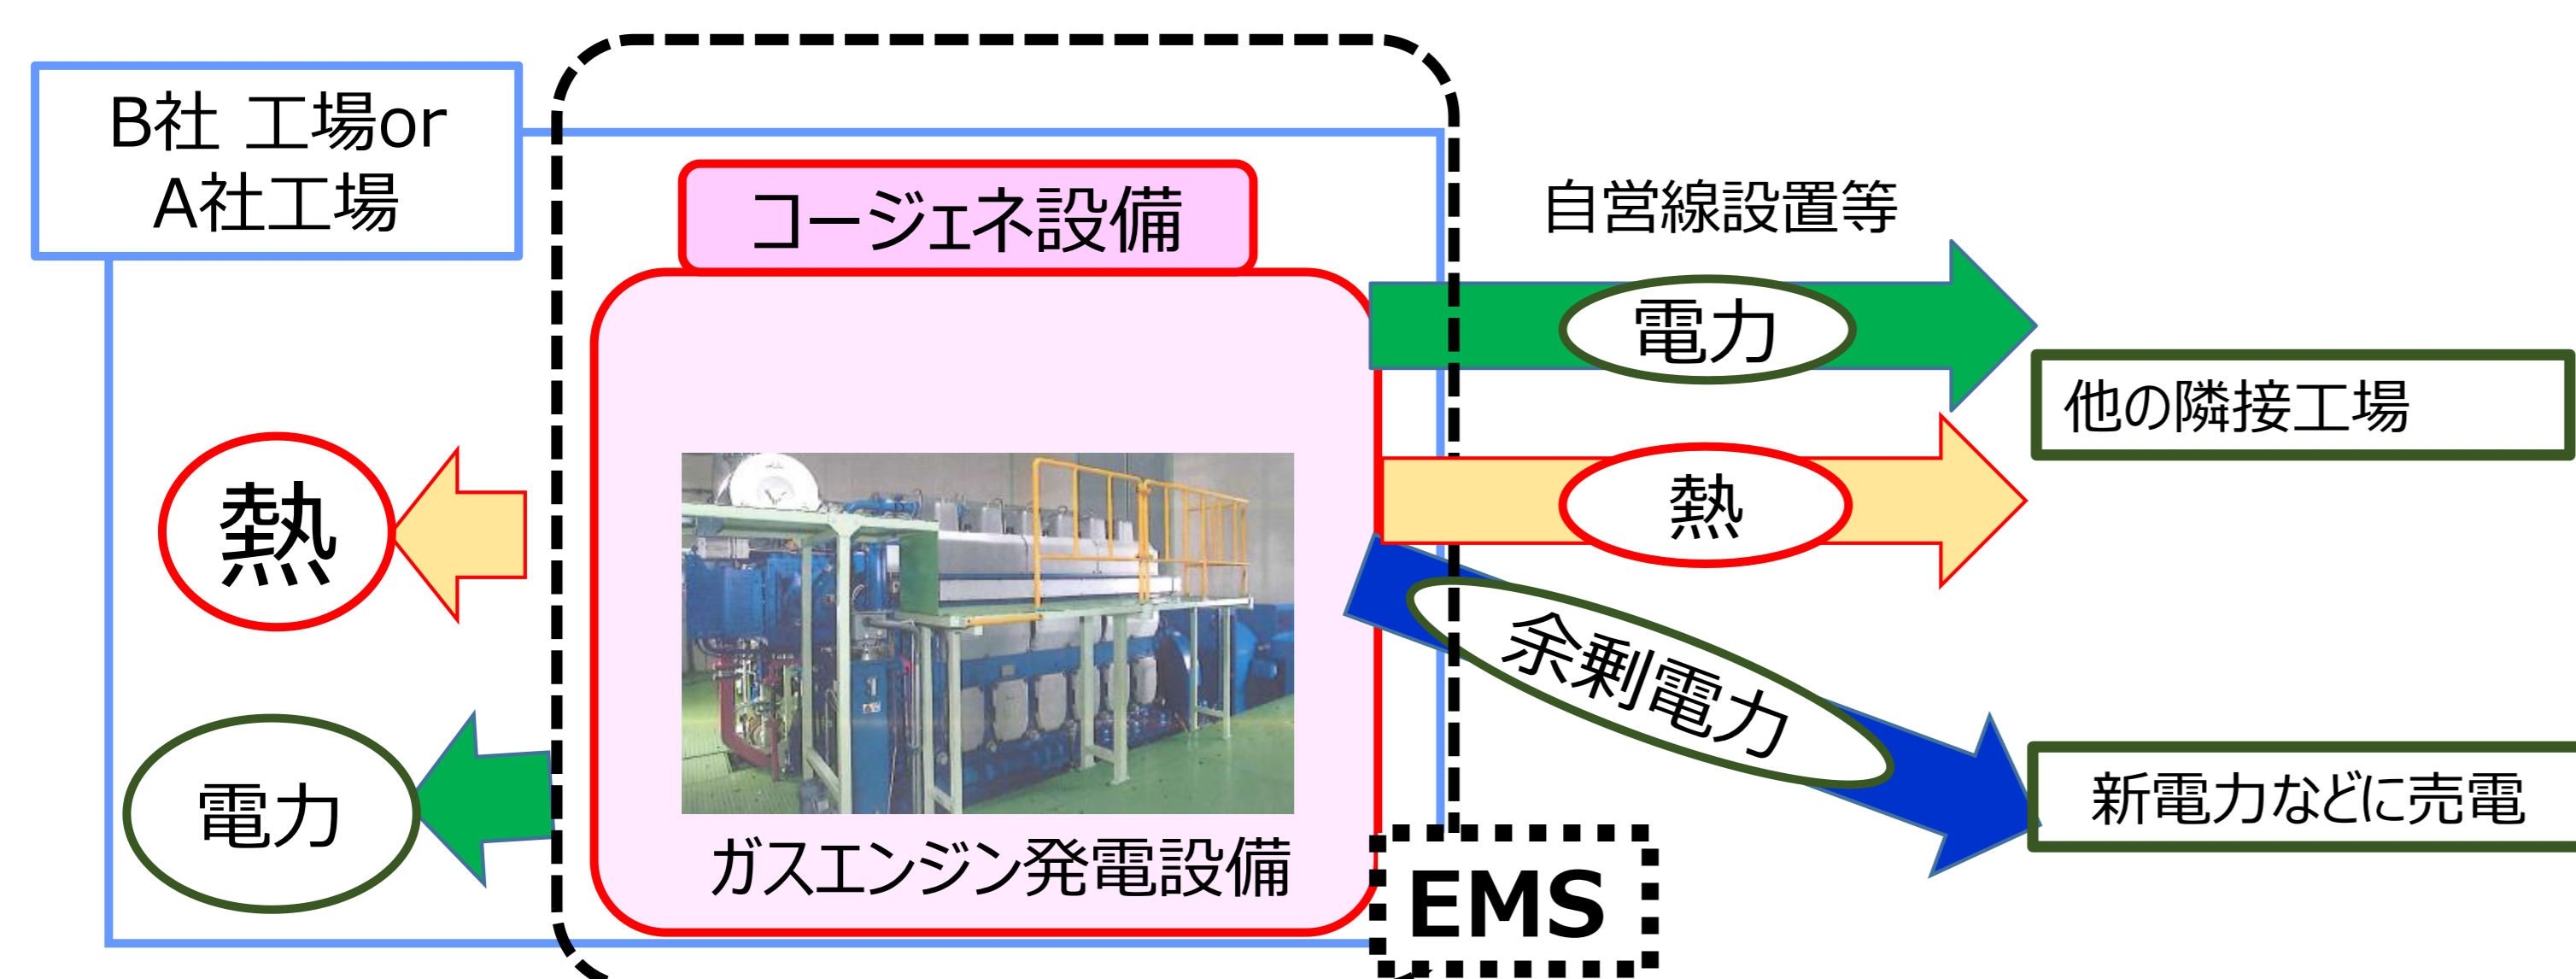 B社 工場or
A社工場
コージェネ設備
自営線設置等
電力
他の隣接工場
熱
熱
余剰電力
電力
新電力などに売電
ガスエンジン発電設備
EMS